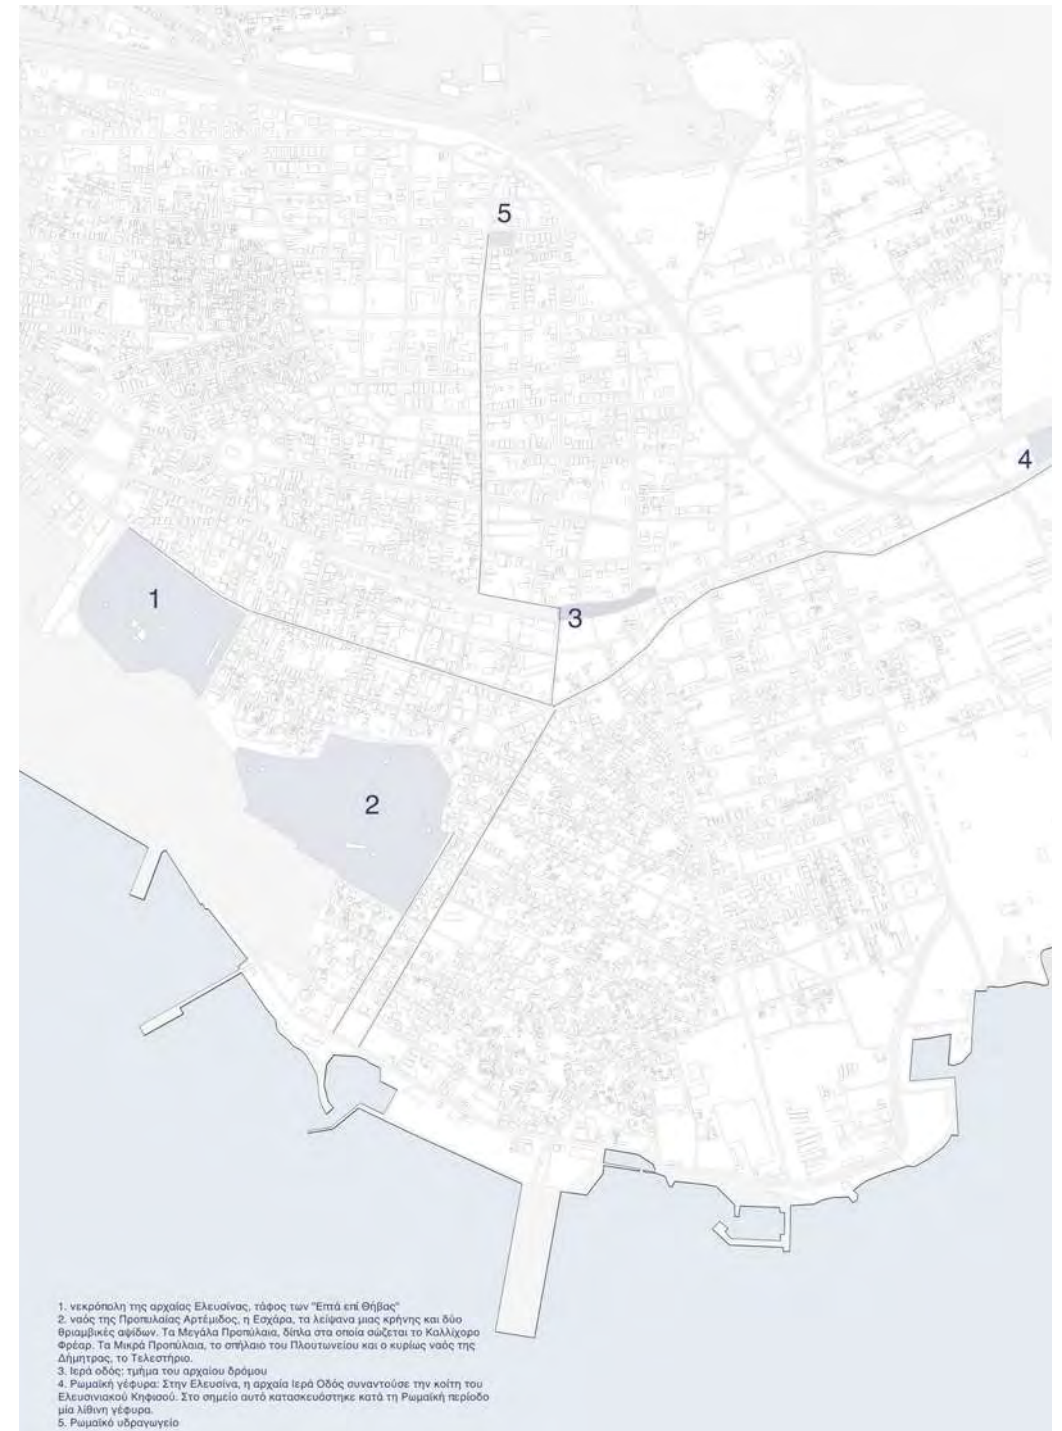 5
4
1
3
2
1. νεκρόπολη της αρχαίας Ελευσίνας, τάφος των "Επτά επί Θήβας"
2. ναός της Προπυλαίας Αρτέμιδος, η Εσχάρα, τα λείψανα μιας κρήνης και δύο
θριαμβικές αψίδων. Τα Μεγάλα Προπύλαια, δίπλα στα οποία σώζεται το Καλλίχορο
Φρέαρ. Τα Μικρά Προπύλαια, το σπήλαιο του Πλουτωνείου και ο κυρίως ναός της
Δήμητρας, το Τελεστήριο.
3. Ιερά οδός: τμήμα του αρχαίου δρόμου
4. Ρωμαϊκή γέφυρα: Στην Ελευσίνα, η αρχαία Ιερά Οδός συναντούσε την κοίτη του
Ελευσινιακού Κηφισού. Στο σημείο αυτό κατασκευάστηκε κατά τη Ρωμαϊκή περίοδο
μία λίθινη γέφυρα.
5. Ρωμαϊκό υδραγωγείο